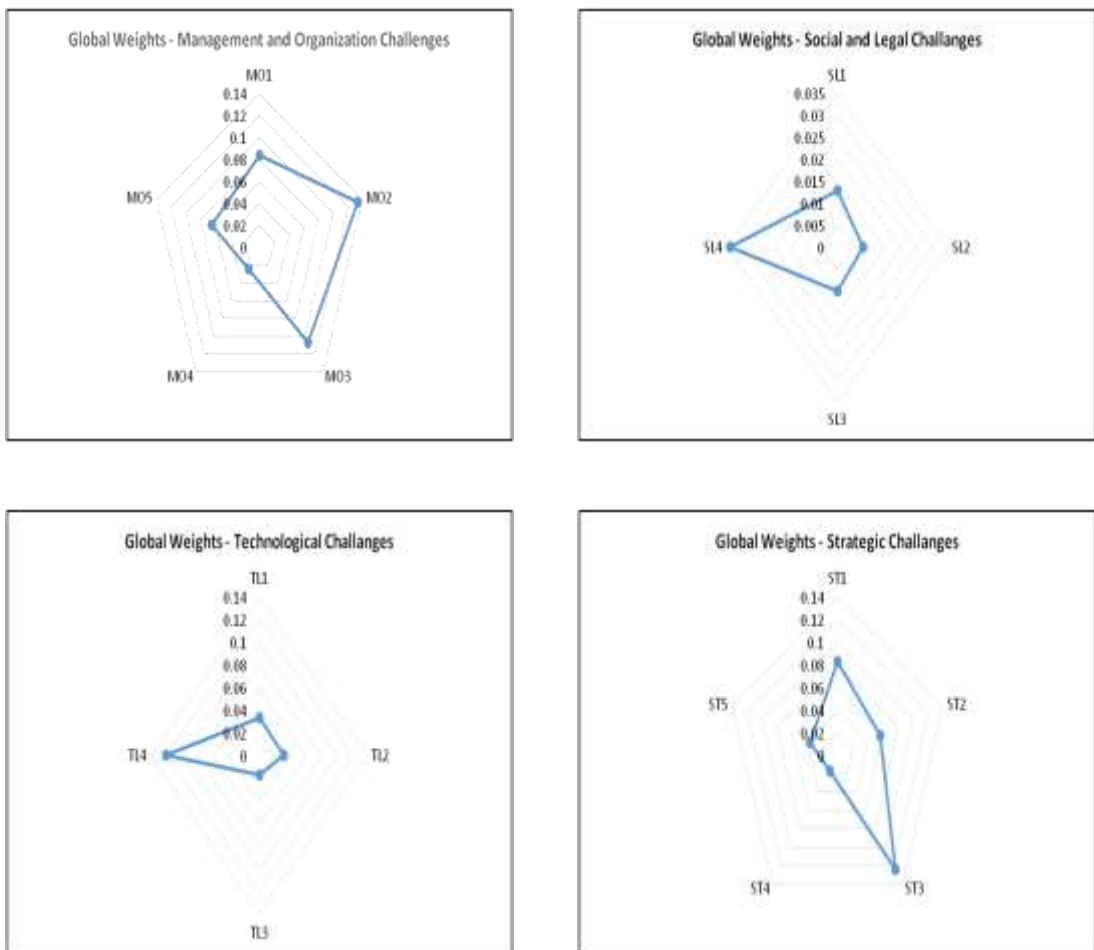 Global Weights - Management and Organization Challenges
MO1
0.14
0.12
0.1
0.08
0.06
0.04
0.02
0
MO2
MO3
MO4
MO5
Global Weights - Social and Legal Challanges
SL1
0.035
0.03
0.025
0.02
0.015
0.01
0.005
0
SL2
SL3
SL4
Global Weights - Technological Challanges
TL1
0.14
0.12
0.1
0.08
0.06
0.04
0.02
0
TL2
TL3
TL4
Global Weights - Strategic Challanges
ST1
0.14
0.12
0.1
0.08
0.06
0.04
0.02
0
ST2
ST3
ST4
ST5